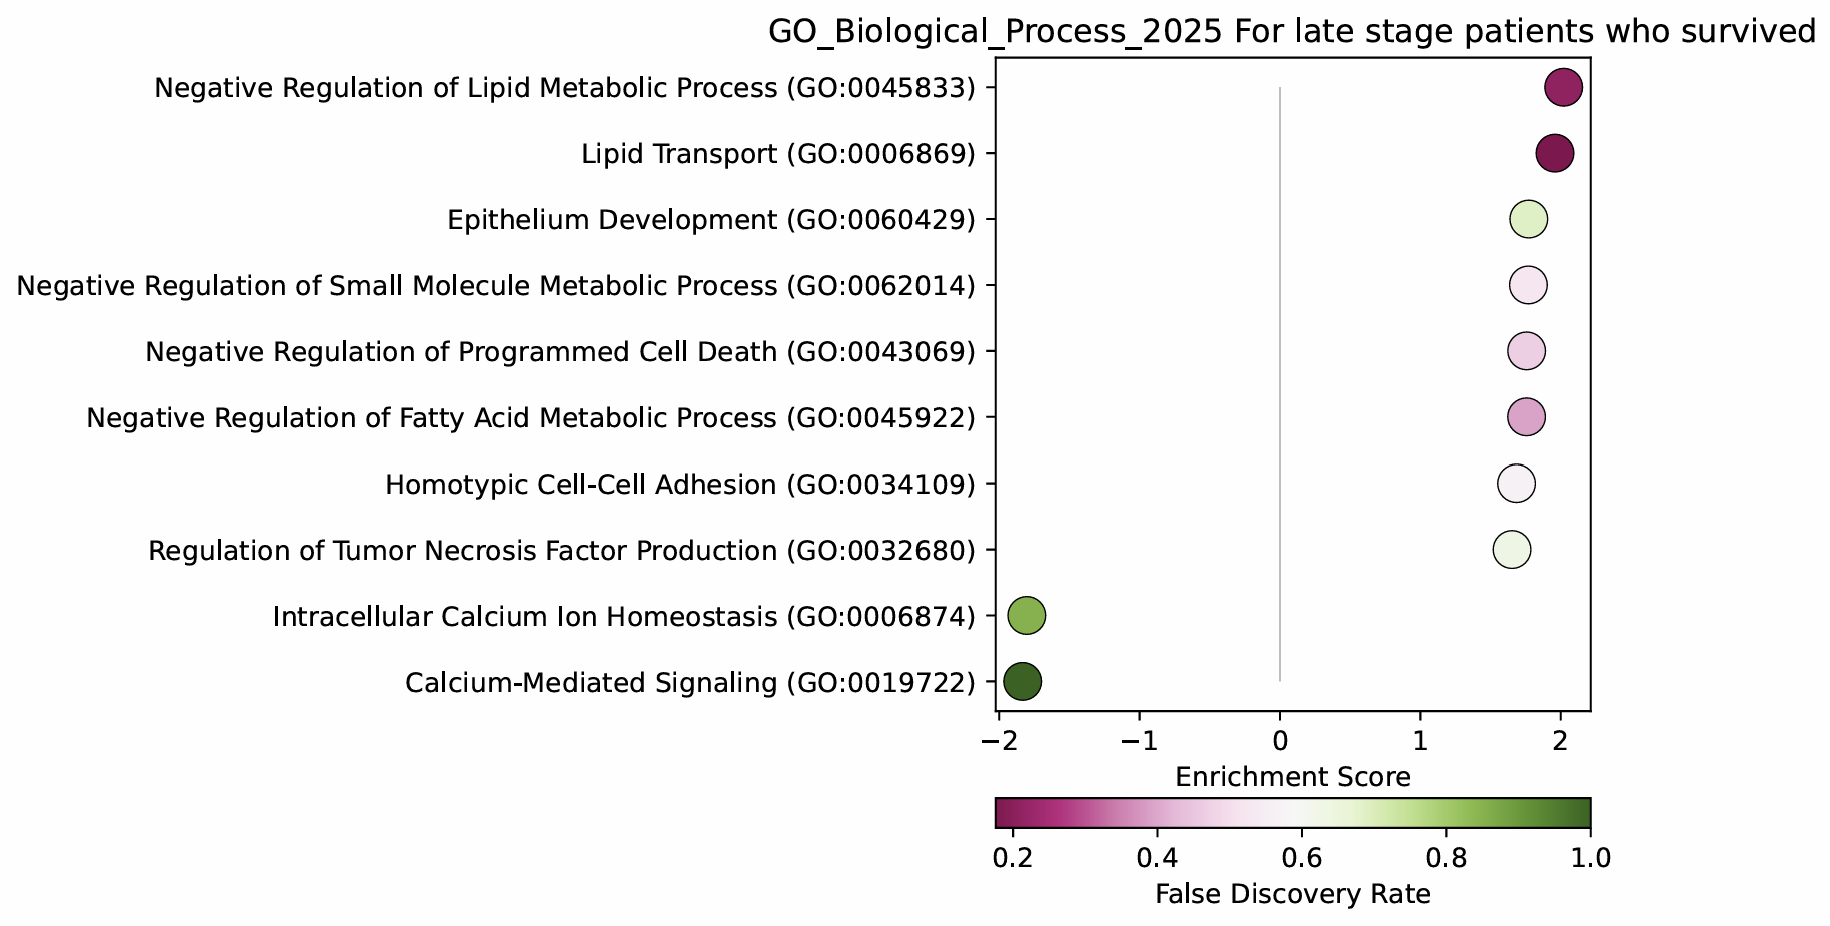 GO_Biological_Process_2025 For late stage patients who survived
Negative Regulation of Lipid Metabolic Process (GO:0045833)
Lipid Transport (GO:0006869)
Epithelium Development (GO:0060429)
Negative Regulation of Small Molecule Metabolic Process (GO:0062014)
Negative Regulation of Programmed Cell Death (GO:0043069)
Negative Regulation of Fatty Acid Metabolic Process (GO:0045922)
Homotypic Cell-Cell Adhesion (GO:0034109)
Regulation of Tumor Necrosis Factor Production (GO:0032680)
Intracellular Calcium Ion Homeostasis (GO:0006874)
Calcium-Mediated Signaling (GO:0019722)
−2 −1 0 1 2
Enrichment Score
0.2 0.4 0.6 0.8 1.0
False Discovery Rate